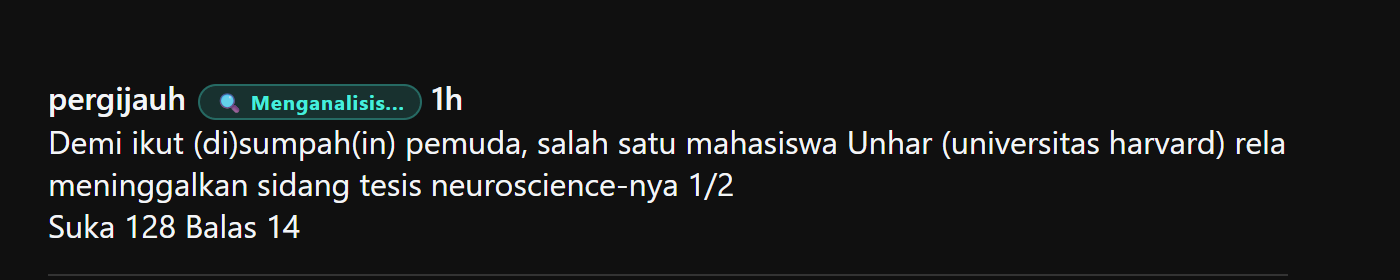 pergijauh 🔍 Menganalisis... 1h
Demi ikut (di)sumpah(in) pemuda, salah satu mahasiswa Unhar (universitas harvard) rela
meninggalkan sidang tesis neuroscience-nya 1/2
Suka 128 Balas 14